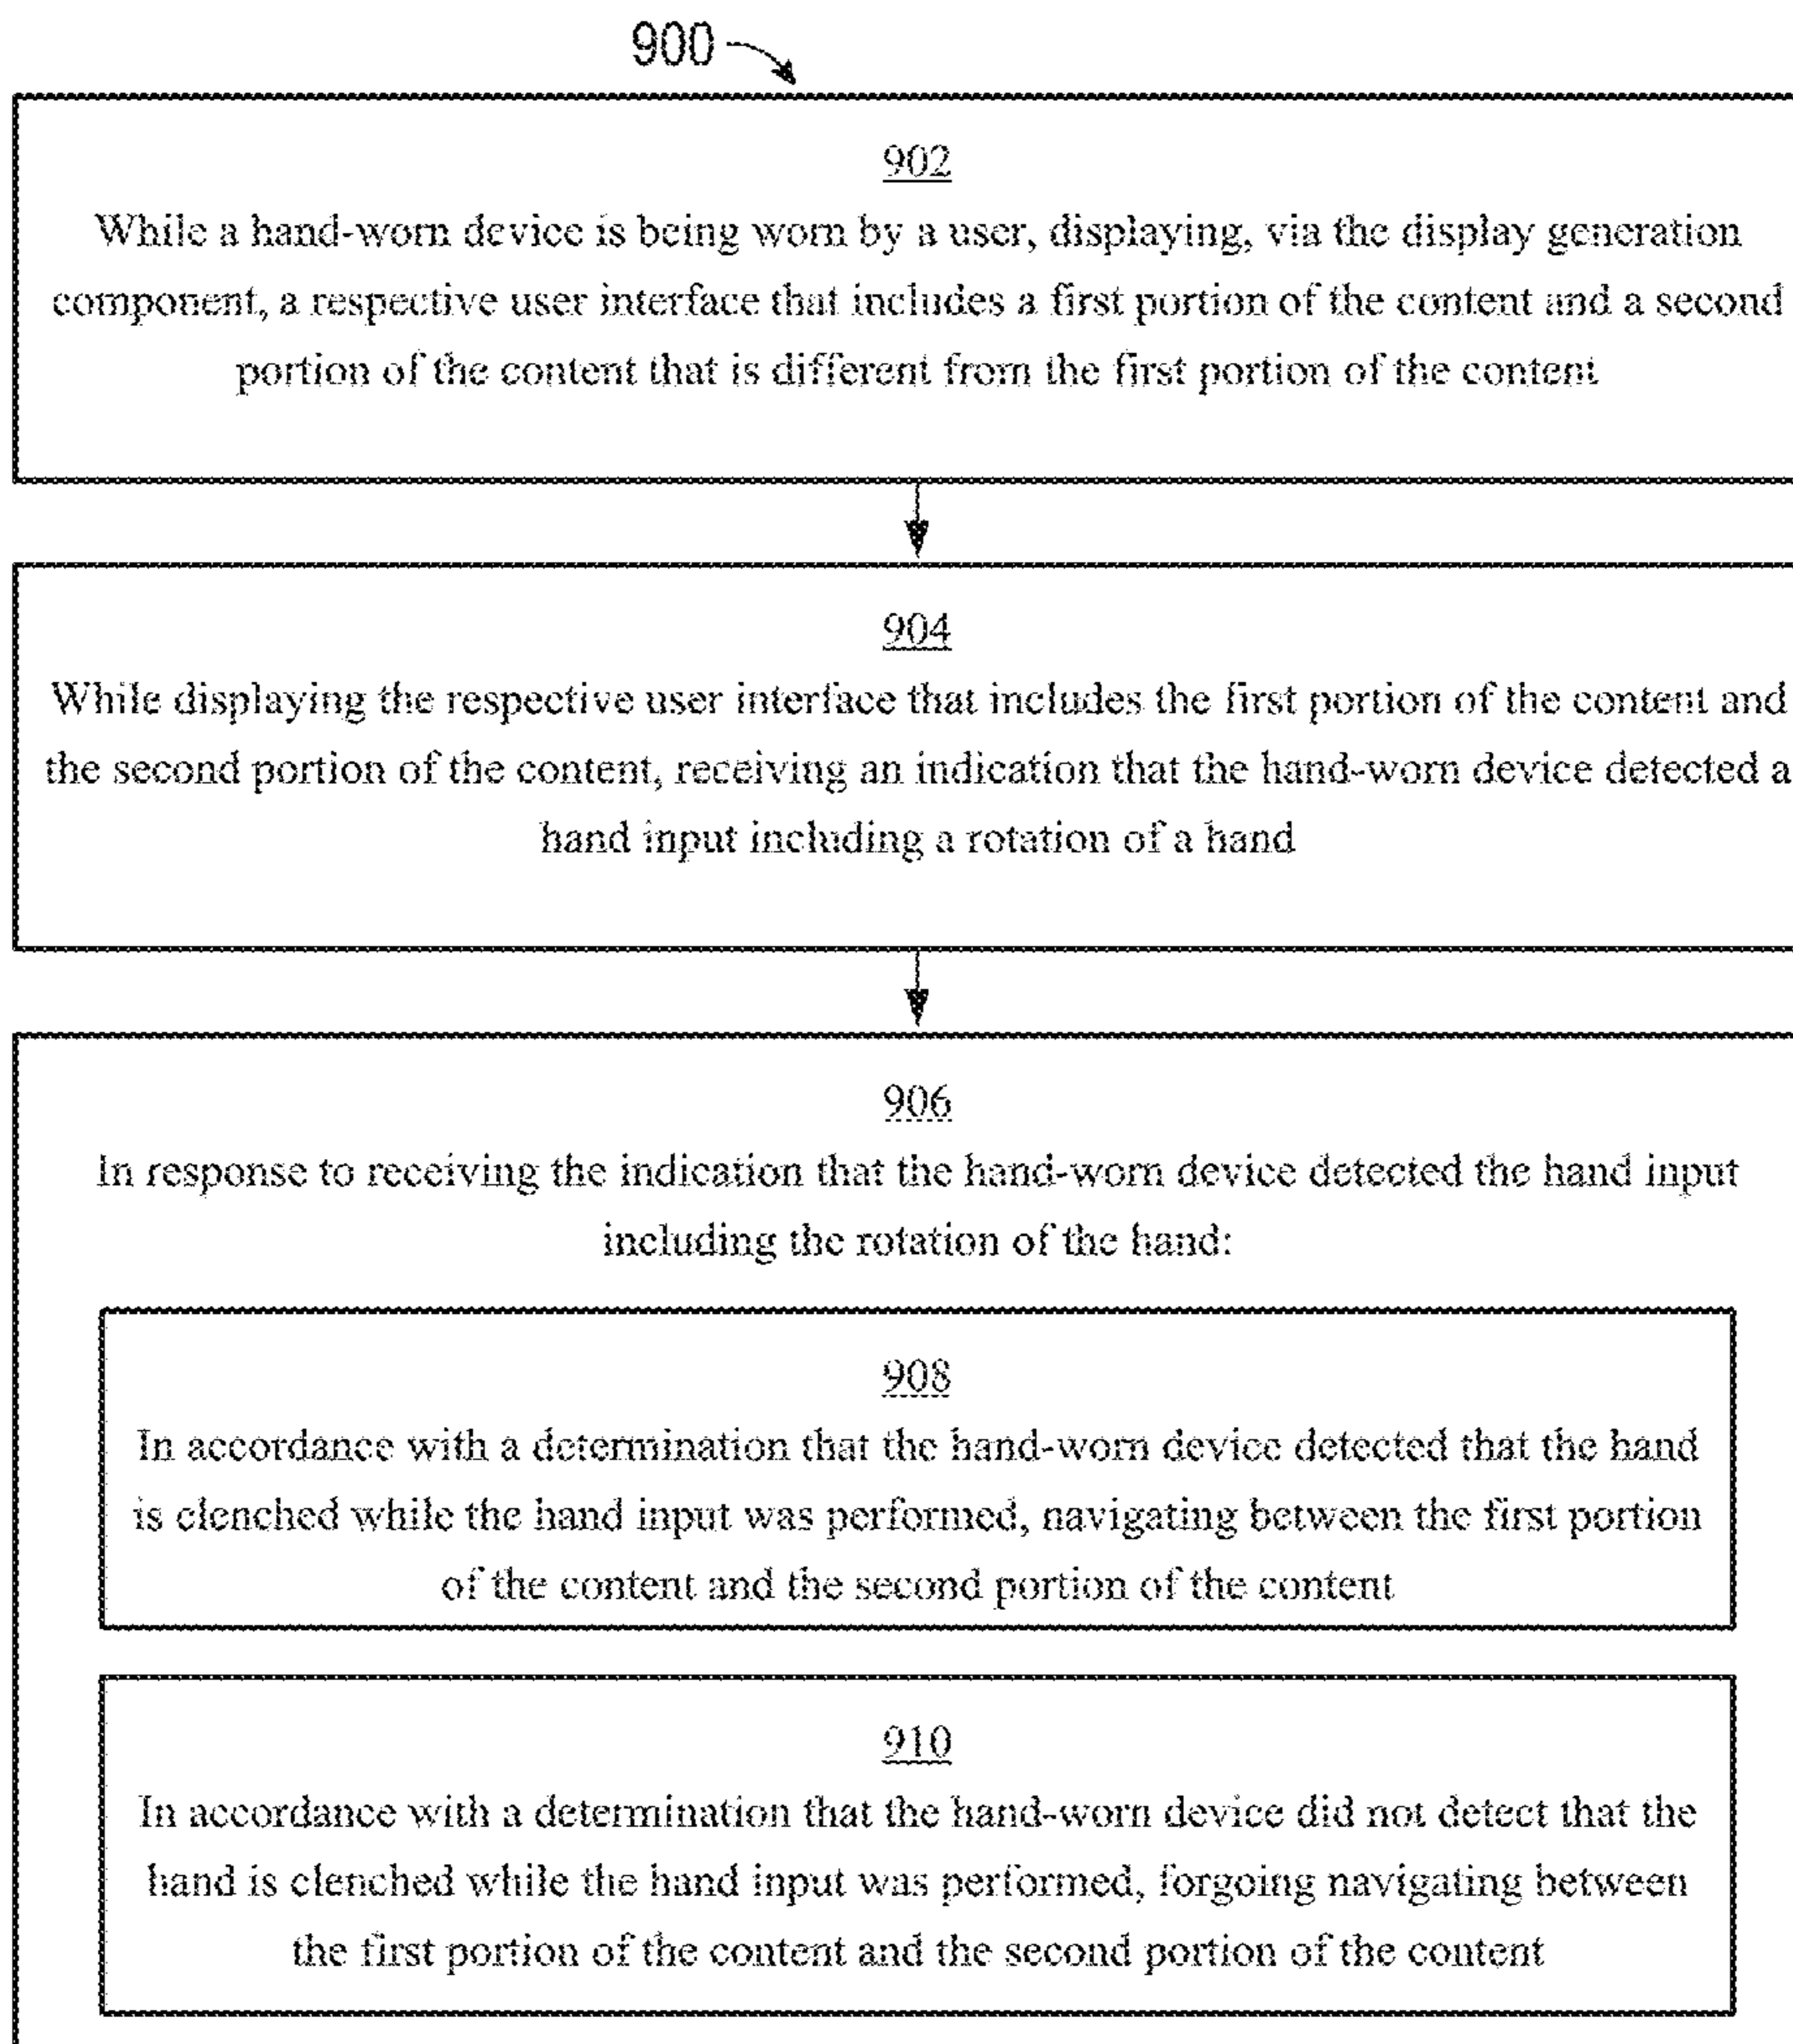 900
902
While a hand-worn device is being worn by a user, displaying, via the display generation
component, a respective user interface that includes a first portion of the content and a second
portion of the content that is different from the first portion of the content
904
While displaying the respective user interface that includes the first portion of the content and
the second portion of the content, receiving an indication that the hand-worn device detected a
hand input including a rotation of a hand
906
In response to receiving the indication that the hand-worn device detected the hand input
including the rotation of the hand:
908
In accordance with a determination that the hand-worn device detected that the hand
is clenched while the hand input was performed, navigating between the first portion
of the content and the second portion of the content
910
In accordance with a determination that the hand-worn device did not detect that the
hand is clenched while the hand input was performed, forgoing navigating between
the first portion of the content and the second portion of the content